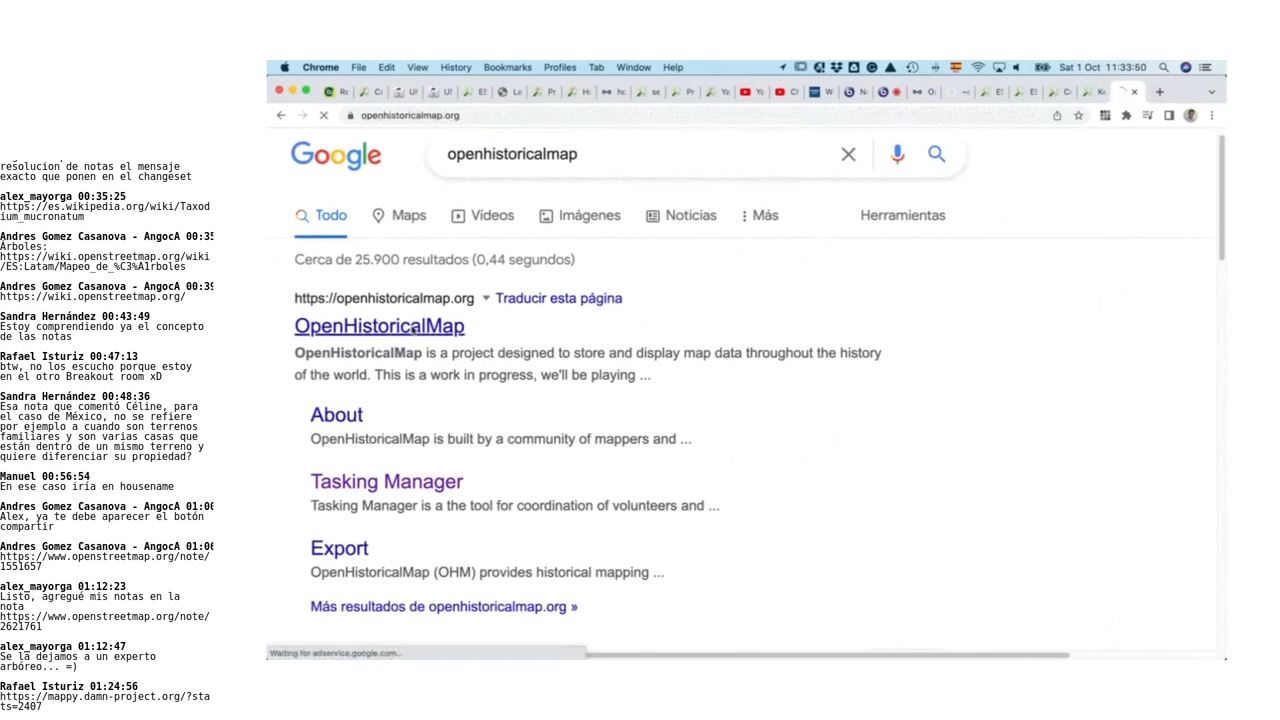 resolucion de notas el mensaje
exacto que ponen en el changeset
alex_mayorga 00:35:25
https://es.wikipedia.org/wiki/Taxod
ium_mucronatum
Andres Gomez Casanova - AngocA 00:35
Árboles:
https://wiki.openstreetmap.org/wiki
/ES:Latam/Mapeo_de_%C3%A1rboles
Andres Gomez Casanova - AngocA 00:39
https://wiki.openstreetmap.org/
Sandra Hernández 00:43:49
Estoy comprendiendo ya el concepto
de las notas
Rafael Isturiz 00:47:13
btw, no los escucho porque estoy
en el otro Breakout room xD
Sandra Hernández 00:48:36
Esa nota que comentó Céline, para
el caso de México, no se refiere
por ejemplo a cuando son terrenos
familiares y son varias casas que
están dentro de un mismo terreno y
quiere diferenciar su propiedad?
Manuel 00:56:54
En ese caso iría en housename
Andres Gomez Casanova - AngocA 01:00
Alex, ya te debe aparecer el botón
compartir
Andres Gomez Casanova - AngocA 01:06
https://www.openstreetmap.org/note/
1551657
alex_mayorga 01:12:23
Listo, agregué mis notas en la
nota
https://www.openstreetmap.org/note/
2621761
alex_mayorga 01:12:47
Se la dejamos a un experto
arbóreo... =)
Rafael Isturiz 01:24:56
https://mappy.damn-project.org/?sta
ts=2407
Chrome File Edit View History Bookmarks Profiles Tab Window Help Sat 1 Oct 11:33:50
openhistoricalmap.org
Google openhistoricalmap
Todo Maps Vídeos Imágenes Noticias Más Herramientas
Cerca de 25.900 resultados (0,44 segundos)
https://openhistoricalmap.org Traducir esta página
OpenHistoricalMap
OpenHistoricalMap is a project designed to store and display map data throughout the history
of the world. This is a work in progress, we'll be playing ...
About
OpenHistoricalMap is built by a community of mappers and ...
Tasking Manager
Tasking Manager is a the tool for coordination of volunteers and ...
Export
OpenHistoricalMap (OHM) provides historical mapping ...
Más resultados de openhistoricalmap.org »
Waiting for adservice.google.com...